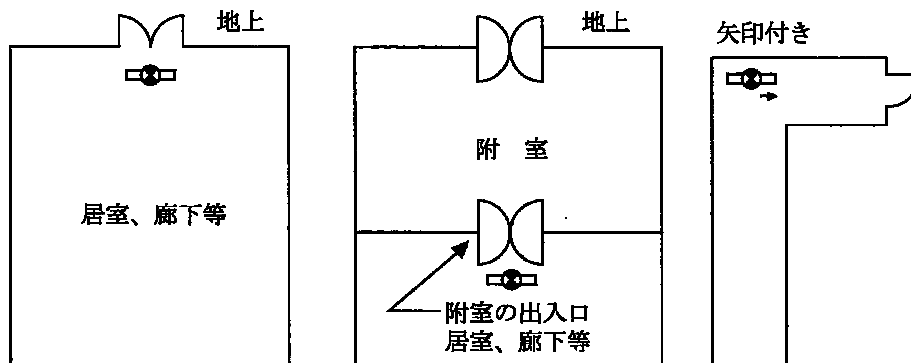 地上
居室、廊下等
地上
附 室
附室の出入口
居室、廊下等
矢印付き